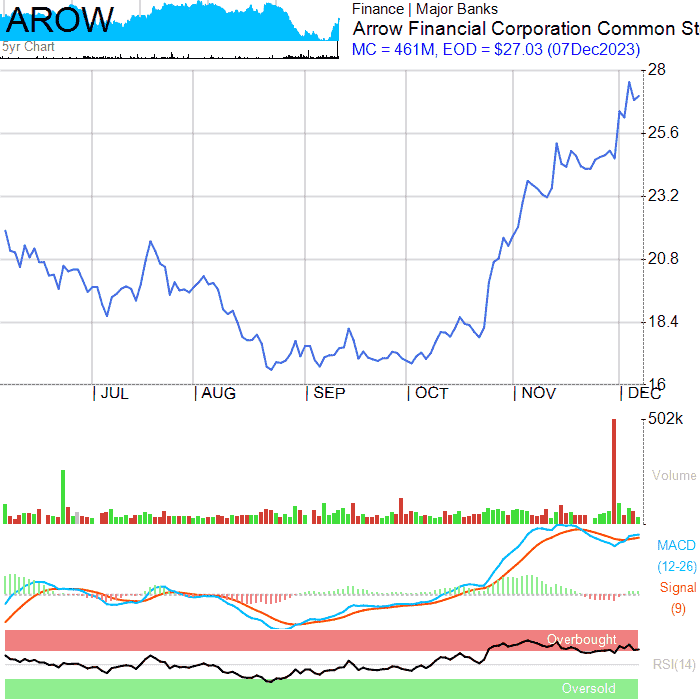 AROW
5yr Chart
Finance | Major Banks
Arrow Financial Corporation Common St
MC = 461M, EOD = $27.03 (07Dec2023)
28
25.6
23.2
20.8
18.4
16
JUL
AUG
SEP
OCT
NOV
DEC
502k
Volume
MACD
(12-26)
Signal
(9)
Overbought
RSI(14)
Oversold